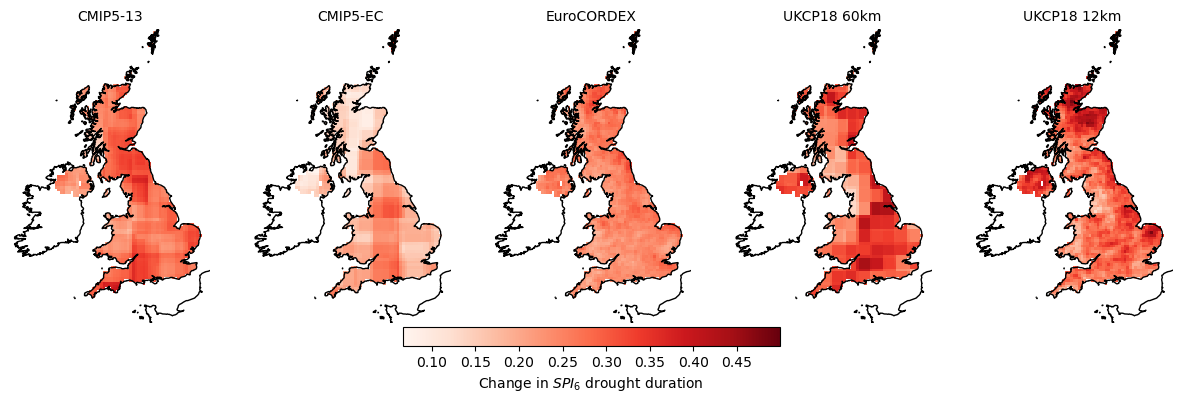 CMIP5-13 CMIP5-EC EuroCORDEX UKCP18 60km UKCP18 12km
0.10 0.15 0.20 0.25 0.30 0.35 0.40 0.45
Change in SPI₆ drought duration